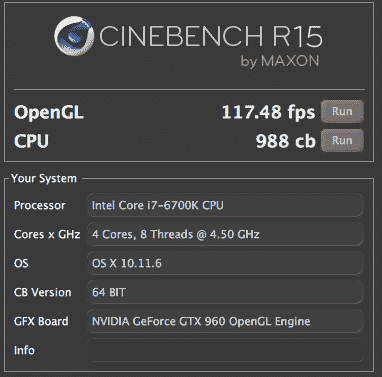 CINEBENCH R15
by MAXON
OpenGL 117.48 fps Run
CPU 988 cb Run
Your System
Processor Intel Core i7-6700K CPU
Cores x GHz 4 Cores, 8 Threads @ 4.50 GHz
OS OS X 10.11.6
CB Version 64 BIT
GFX Board NVIDIA GeForce GTX 960 OpenGL Engine
Info